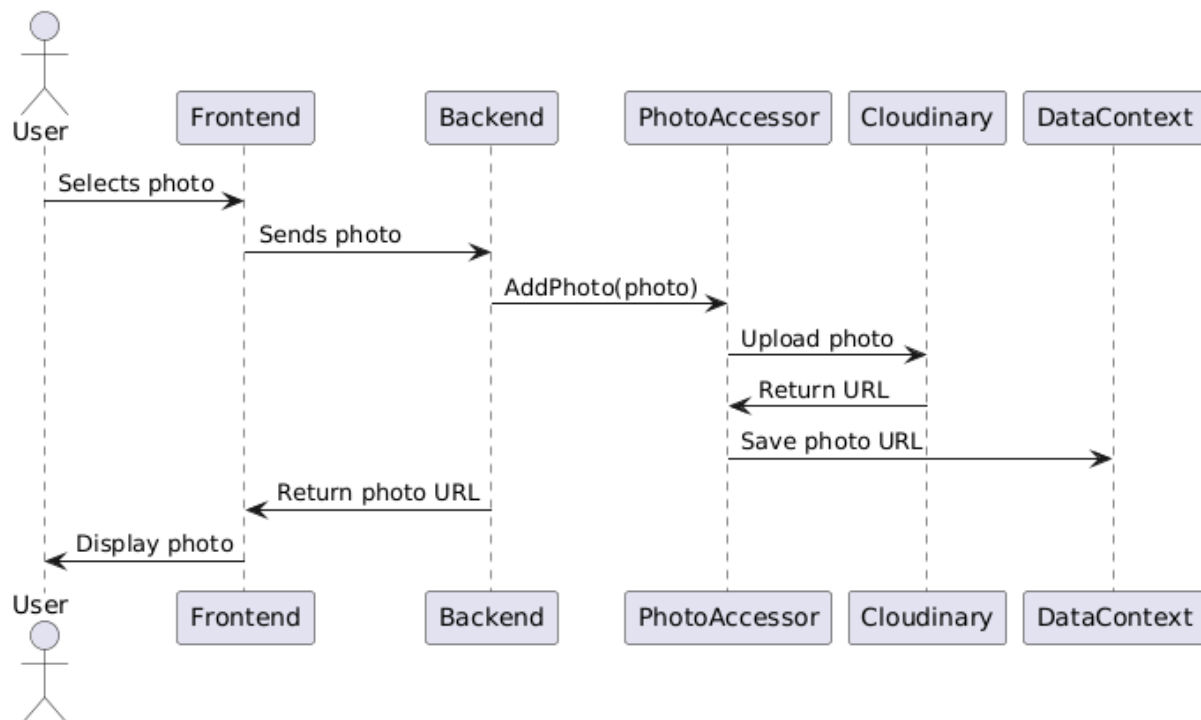 User
Frontend
Backend
PhotoAccessor
Cloudinary
DataContext
Selects photo
Sends photo
AddPhoto(photo)
Upload photo
Return URL
Save photo URL
Return photo URL
Display photo
User
Frontend
Backend
PhotoAccessor
Cloudinary
DataContext